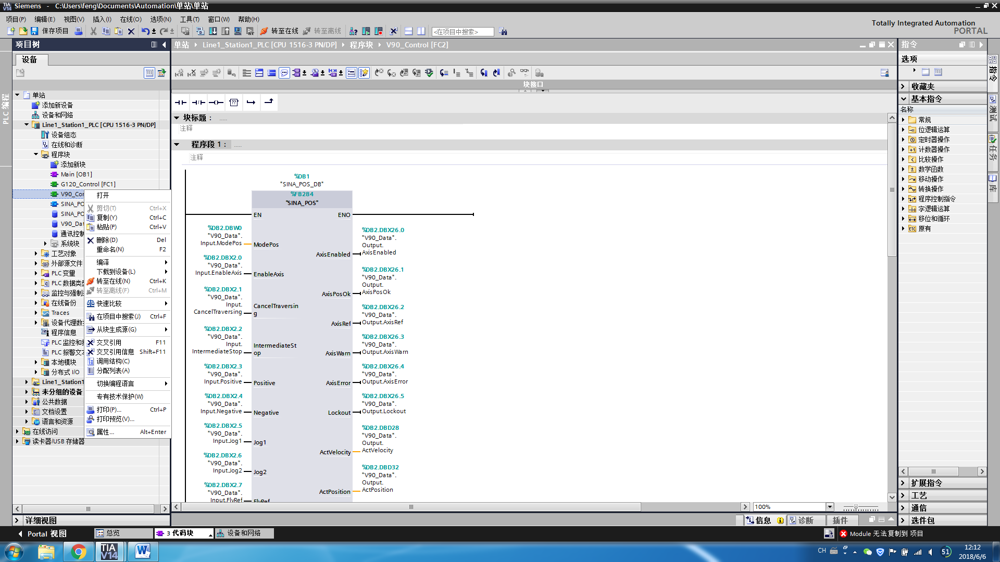 Siemens - C:\Users\feng\Documents\Automation\单站\单站
项目(P) 编辑(E) 视图(V) 插入(I) 在线(O) 选项(N) 工具(T) 窗口(W) 帮助(H)
Totally Integrated Automation
PORTAL
保存项目 转至在线 转至离线 <在项目中搜索>
项目树
单站 Line1_Station1_PLC [CPU 1516-3 PN/DP] 程序块 V90_Control [FC2]
指令
设备
选项
块接口
PLC 编程
单站
添加新设备
设备和网络
Line1_Station1_PLC [CPU 1516-3 PN/DP]
设备组态
在线和诊断
程序块
添加新块
Main [OB1]
G120_Control [FC1]
V90_Cor
SINA_PO
SINA_PO
V90_Dat
通讯控制
系统块
工艺对象
外部源文件
PLC 变量
PLC 数据类型
监控与强制
在线备份
Traces
设备代理数据
程序信息
PLC 监控和
PLC 报警文本
本地模块
分布式 I/O
Line1_Station1
未分组的设备
公共数据
文档设置
语言和资源
在线访问
读卡器/USB 存储器
详细视图
打开
剪切(T) Ctrl+X
复制(Y) Ctrl+C
粘贴(P) Ctrl+V
删除(D) Del
重命名(N) F2
编译
下载到设备(L)
转至在线(N) Ctrl+K
转至离线(F) Ctrl+M
快速比较
在项目中搜索(J) Ctrl+F
从块生成源(G)
交叉引用 F11
交叉引用信息 Shift+F11
调用结构(C)
分配列表(A)
切换编程语言
专有技术保护(W)
打印(P)... Ctrl+P
打印预览(V)...
属性... Alt+Enter
块标题: .....
注释
程序段 1: .....
注释
%DB1
"SINA_POS_DB"
%FB284
"SINA_POS"
EN ENO
%DB2.DBW0
"V90_Data".
Input.ModePos ModePos
%DB2.DBX2.0
"V90_Data".
Input.EnableAxis EnableAxis
%DB2.DBX2.1
"V90_Data".
Input.
CancelTraversing
CancelTraversin
g
%DB2.DBX2.2
"V90_Data".
Input.
IntermediateStop
IntermediateSt
op
%DB2.DBX2.3
"V90_Data".
Input.Positive Positive
%DB2.DBX2.4
"V90_Data".
Input.Negative Negative
%DB2.DBX2.5
"V90_Data".
Input.Jog1 Jog1
%DB2.DBX2.6
"V90_Data".
Input.Jog2 Jog2
%DB2.DBX2.7
"V90_Data".
Input.FlyRef FlyRef
%DB2.DBX26.0
"V90_Data".
Output.
AxisEnabled AxisEnabled
%DB2.DBX26.1
"V90_Data".
Output.
AxisPosOk AxisPosOk
%DB2.DBX26.2
"V90_Data".
AxisRef Output.AxisRef
%DB2.DBX26.3
"V90_Data".
AxisWarn Output.AxisWarn
%DB2.DBX26.4
"V90_Data".
AxisError Output.AxisError
%DB2.DBX26.5
"V90_Data".
Lockout Output.Lockout
%DB2.DBD28
"V90_Data".
Output.
ActVelocity ActVelocity
%DB2.DBD32
"V90_Data".
Output.
ActPosition ActPosition
100%
信息 诊断 插件
收藏夹
基本指令
名称
常规
位逻辑运算
定时器操作
计数器操作
比较操作
数学函数
移动操作
转换操作
程序控制指令
字逻辑运算
移位和循环
原有
扩展指令
工艺
通信
选件包
指令
测试
任务
库
Portal 视图 总览 3 代码块 设备和网络
Module 无法复制到 项目
CH
51
12:12
2018/6/6